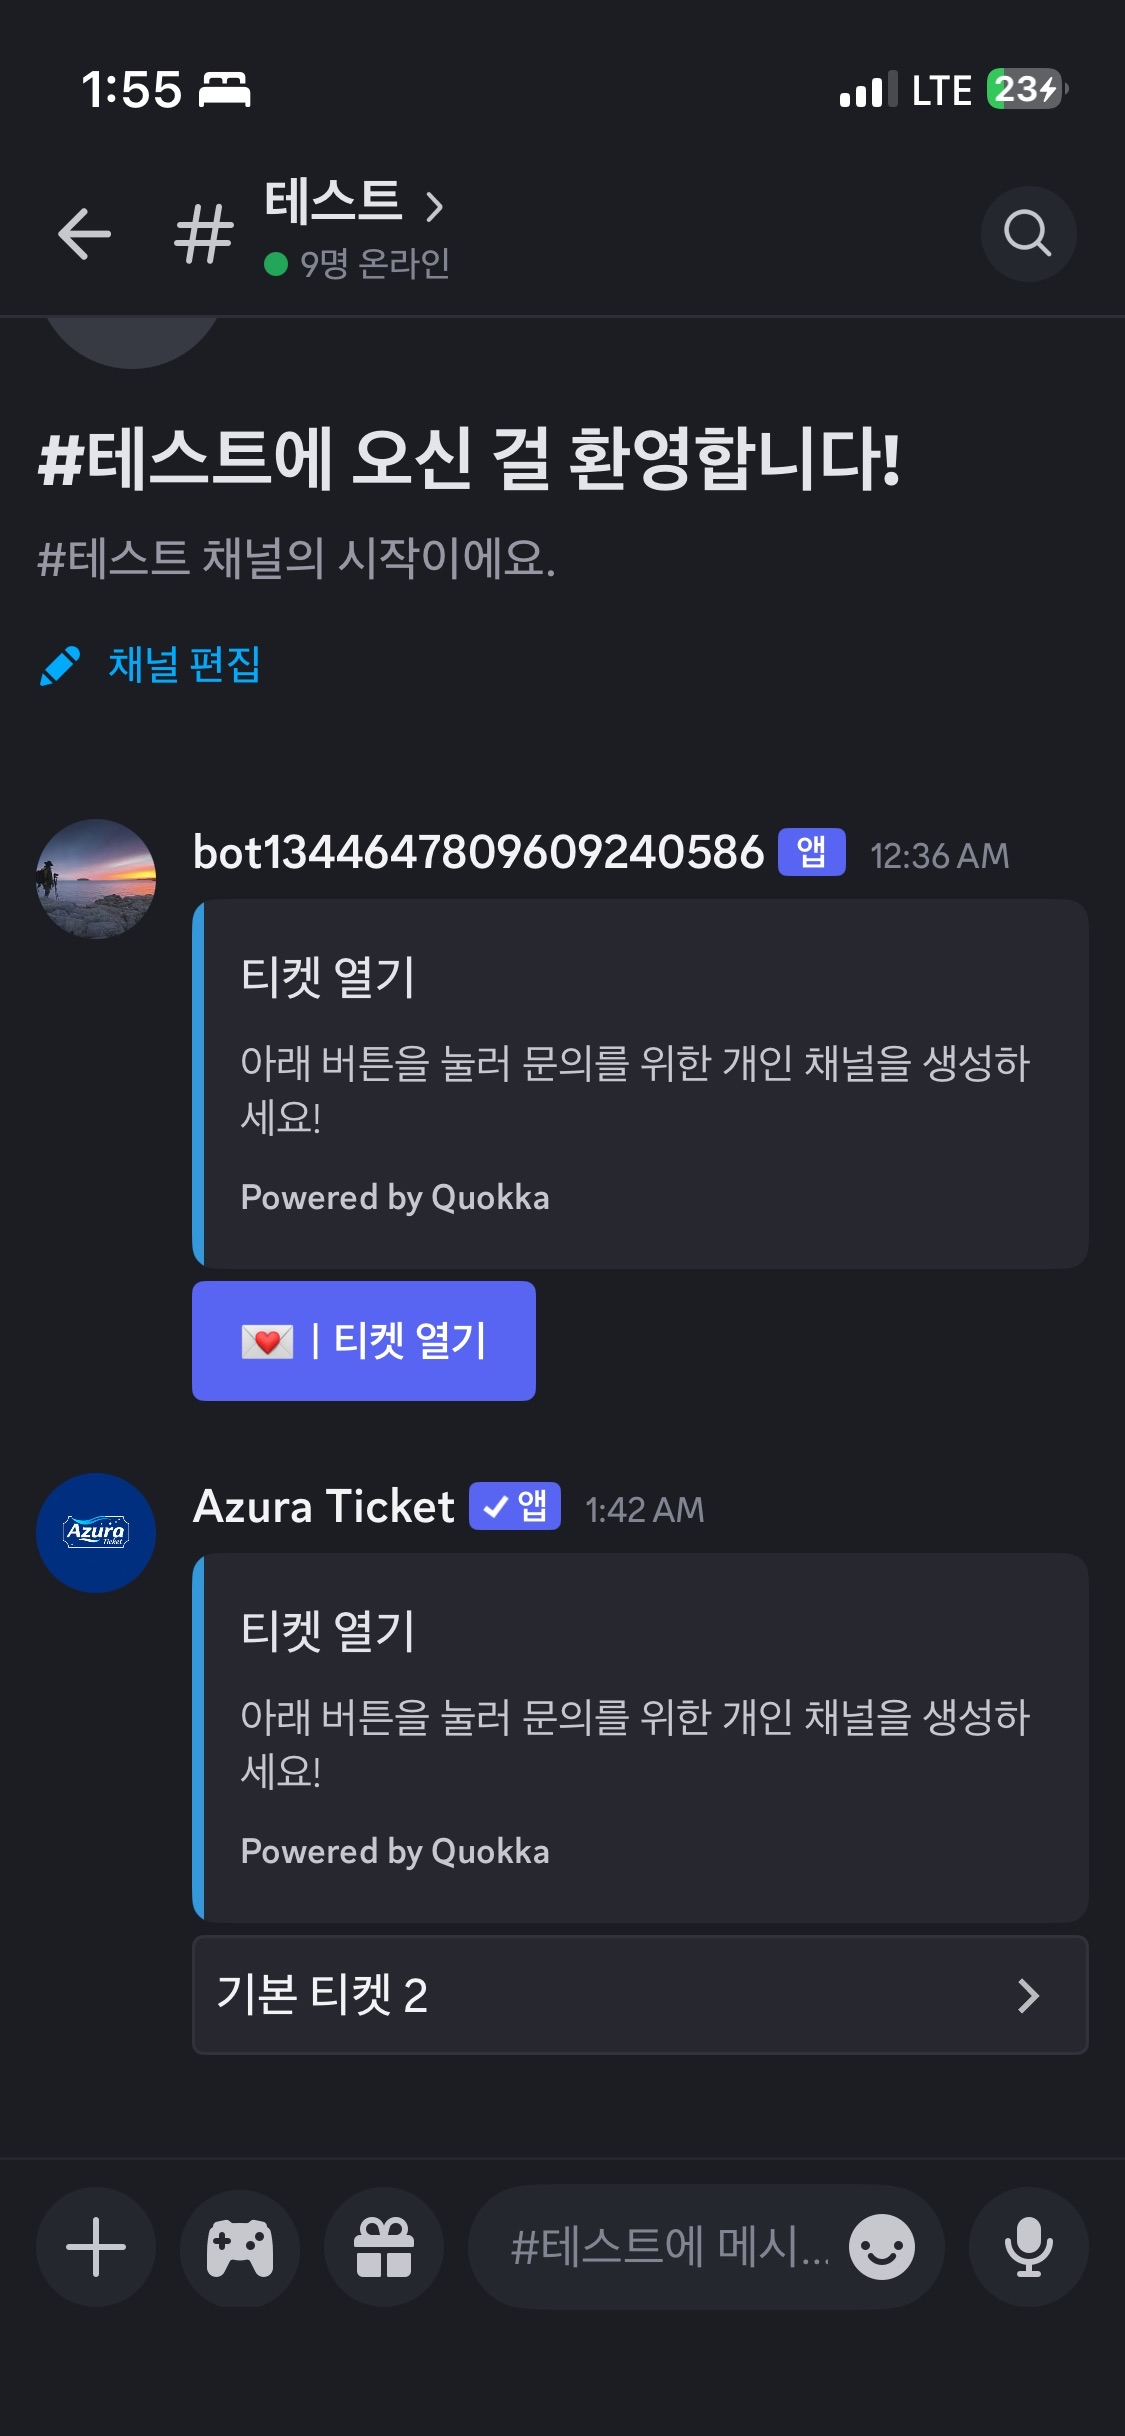 1:55
LTE 23
테스트
9명 온라인
#테스트에 오신 걸 환영합니다!
#테스트 채널의 시작이에요.
채널 편집
bot1344647809609240586 앱 12:36 AM
티켓 열기
아래 버튼을 눌러 문의를 위한 개인 채널을 생성하
세요!
Powered by Quokka
| 티켓 열기
Azura Ticket
Azura Ticket 앱 1:42 AM
티켓 열기
아래 버튼을 눌러 문의를 위한 개인 채널을 생성하
세요!
Powered by Quokka
기본 티켓 2
#테스트에 메시...